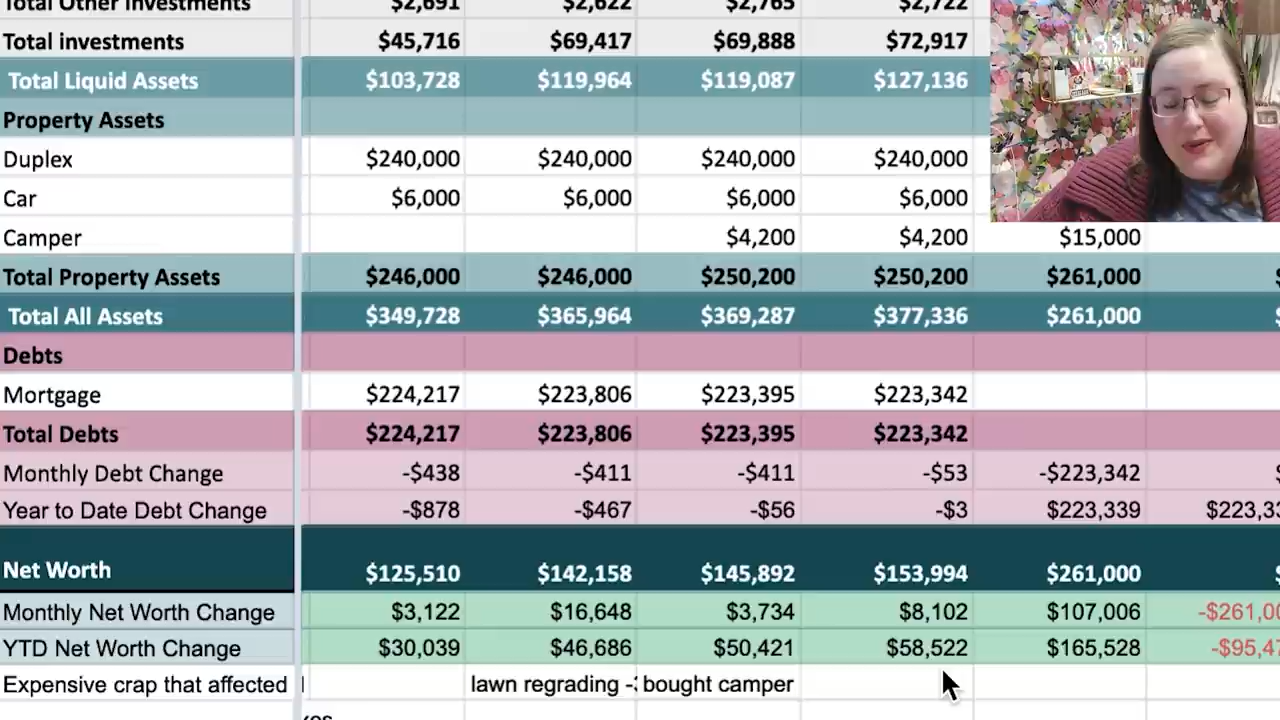 Total Other Investments $2,691 $2,622 $2,765 $2,722
Total investments $45,716 $69,417 $69,888 $72,917
Total Liquid Assets $103,728 $119,964 $119,087 $127,136
Property Assets
Duplex $240,000 $240,000 $240,000 $240,000
Car $6,000 $6,000 $6,000 $6,000
Camper $4,200 $4,200 $15,000
Total Property Assets $246,000 $246,000 $250,200 $250,200 $261,000
Total All Assets $349,728 $365,964 $369,287 $377,336 $261,000
Debts
Mortgage $224,217 $223,806 $223,395 $223,342
Total Debts $224,217 $223,806 $223,395 $223,342
Monthly Debt Change -$438 -$411 -$411 -$53 -$223,342
Year to Date Debt Change -$878 -$467 -$56 -$3 $223,339 $223,33
Net Worth $125,510 $142,158 $145,892 $153,994 $261,000
Monthly Net Worth Change $3,122 $16,648 $3,734 $8,102 $107,006 -$261,00
YTD Net Worth Change $30,039 $46,686 $50,421 $58,522 $165,528 -$95,47
Expensive crap that affected lawn regrading - bought camper